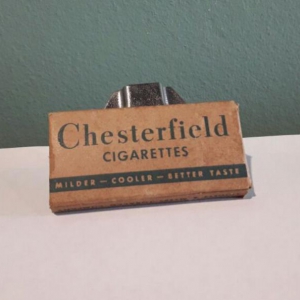 Chesterfield
CIGARETTES
MILDER — COOLER — BETTER TASTE